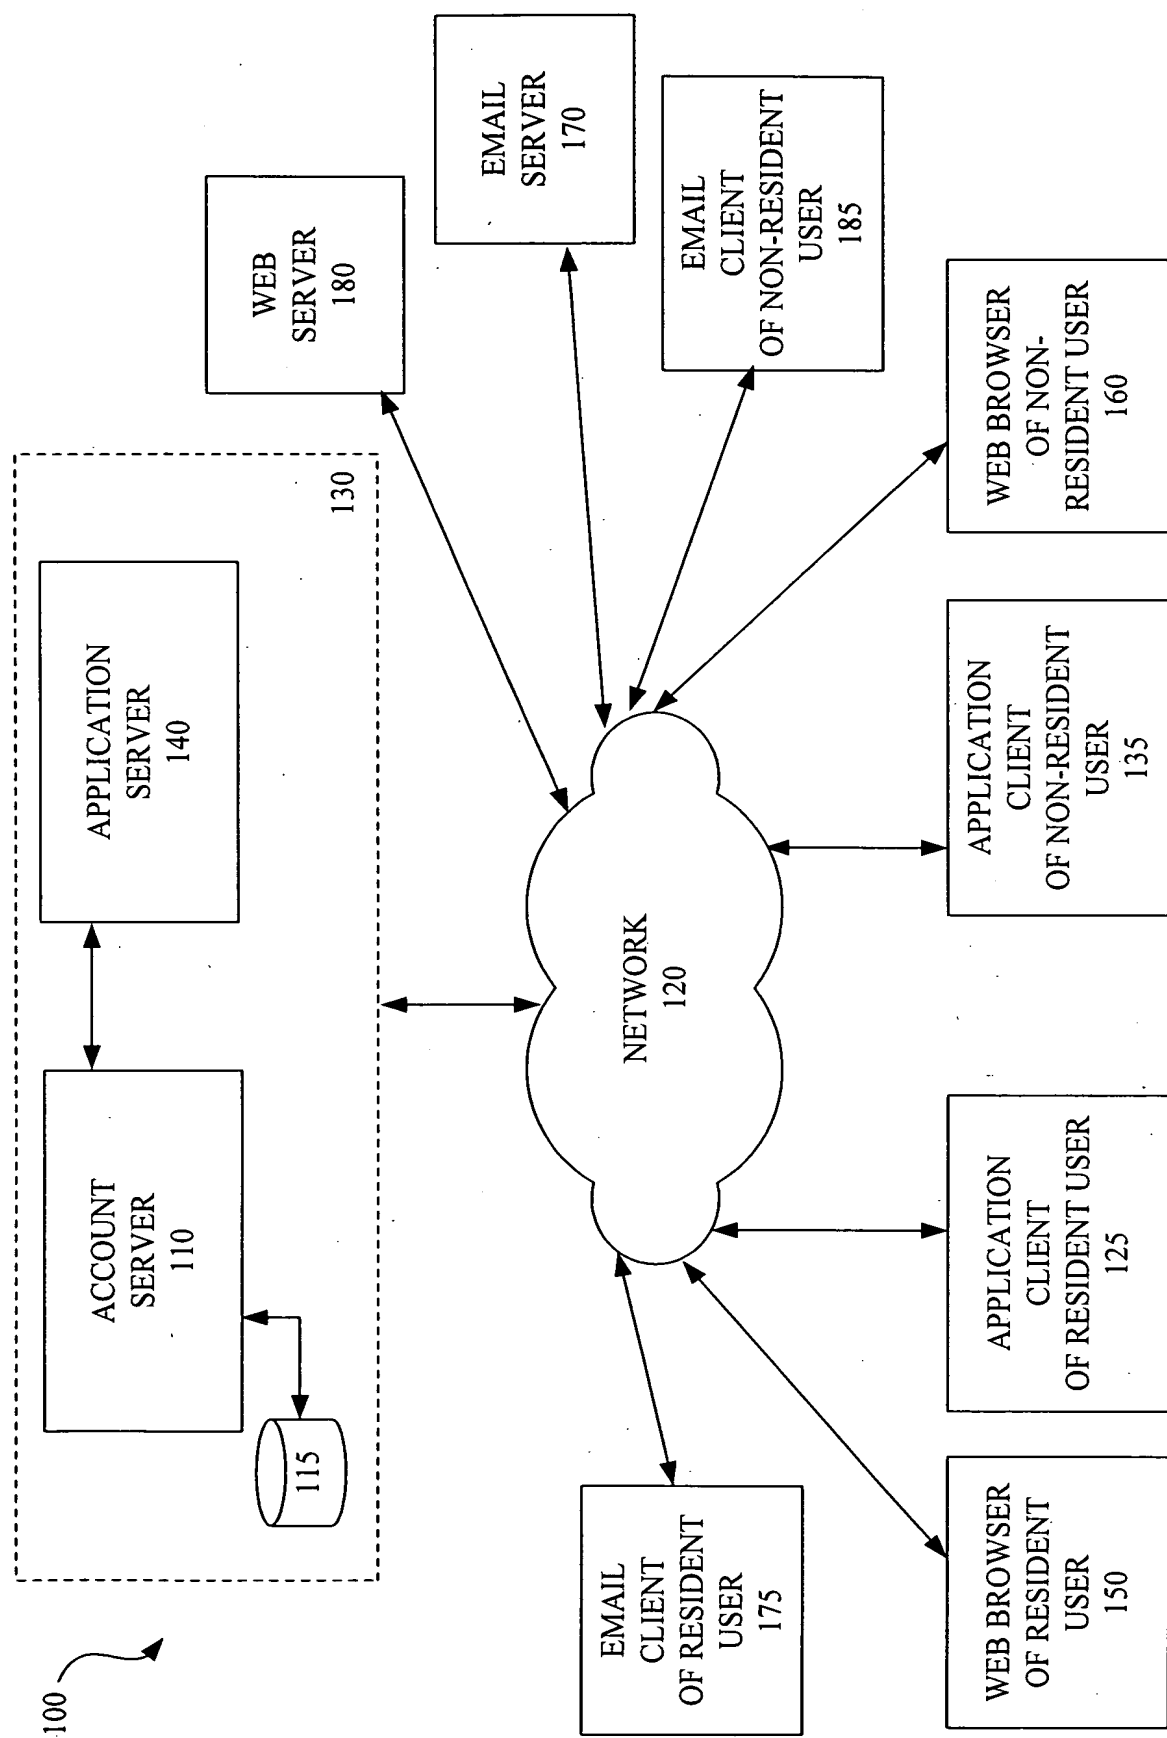 100
ACCOUNT
SERVER
110
115
APPLICATION
SERVER
140
130
WEB
SERVER
180
EMAIL
SERVER
170
EMAIL
CLIENT
OF NON-RESIDENT
USER
185
NETWORK
120
EMAIL
CLIENT
OF RESIDENT
USER
175
WEB BROWSER
OF RESIDENT
USER
150
APPLICATION
CLIENT
OF RESIDENT USER
125
APPLICATION
CLIENT
OF NON-RESIDENT
USER
135
WEB BROWSER
OF NON-
RESIDENT USER
160